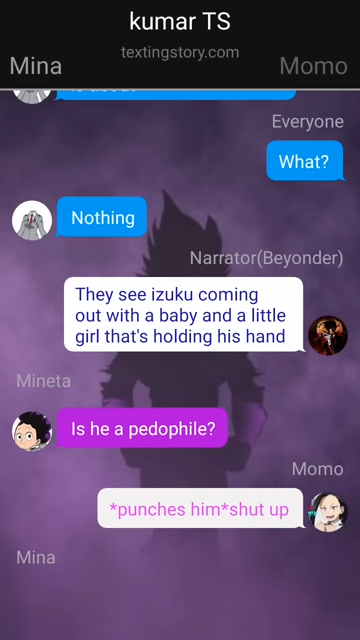 kumar TS
textingstory.com
Mina
Momo
Everyone
What?
Nothing
Narrator(Beyonder)
They see izuku coming
out with a baby and a little
girl that's holding his hand
Mineta
Is he a pedophile?
Momo
*punches him*shut up
Mina